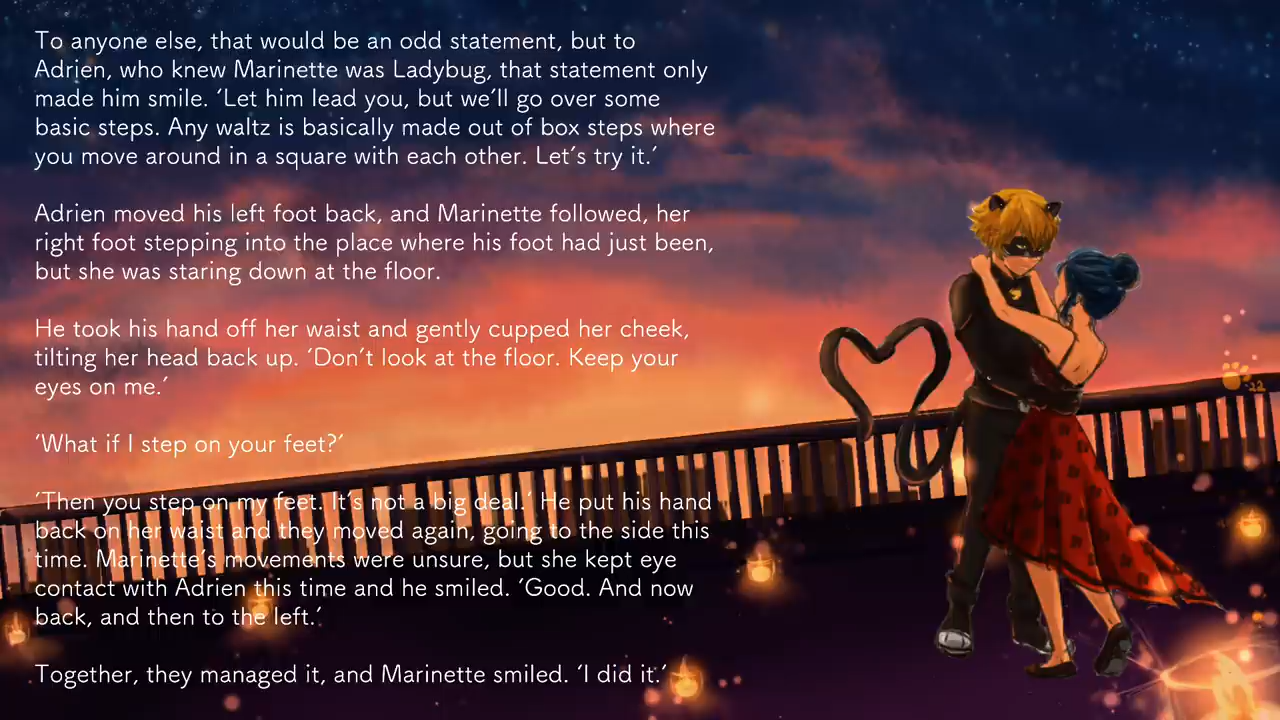 To anyone else, that would be an odd statement, but to
Adrien, who knew Marinette was Ladybug, that statement only
made him smile. ‘Let him lead you, but we’ll go over some
basic steps. Any waltz is basically made out of box steps where
you move around in a square with each other. Let’s try it.’
Adrien moved his left foot back, and Marinette followed, her
right foot stepping into the place where his foot had just been,
but she was staring down at the floor.
He took his hand off her waist and gently cupped her cheek,
tilting her head back up. ‘Don’t look at the floor. Keep your
eyes on me.’
‘What if I step on your feet?’
‘Then you step on my feet. It’s not a big deal.’ He put his hand
back on her waist and they moved again, going to the side this
time. Marinette’s movements were unsure, but she kept eye
contact with Adrien this time and he smiled. ‘Good. And now
back, and then to the left.’
Together, they managed it, and Marinette smiled. ‘I did it.’
'22